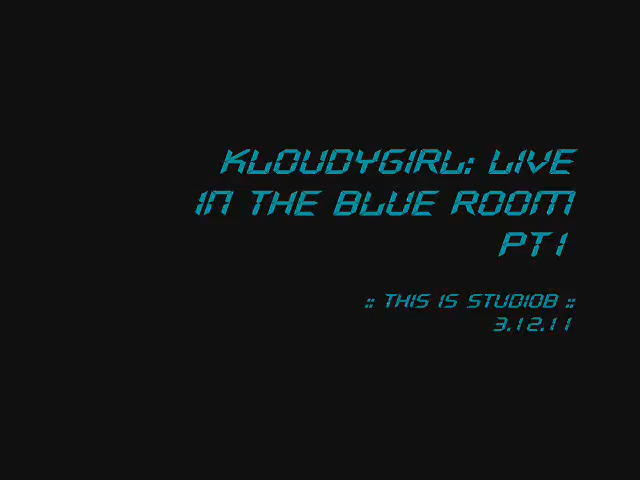 KLOUDYGIRL: LIVE
IN THE BLUE ROOM
PT1
:: THIS IS STUDIOB ::
3.12.11